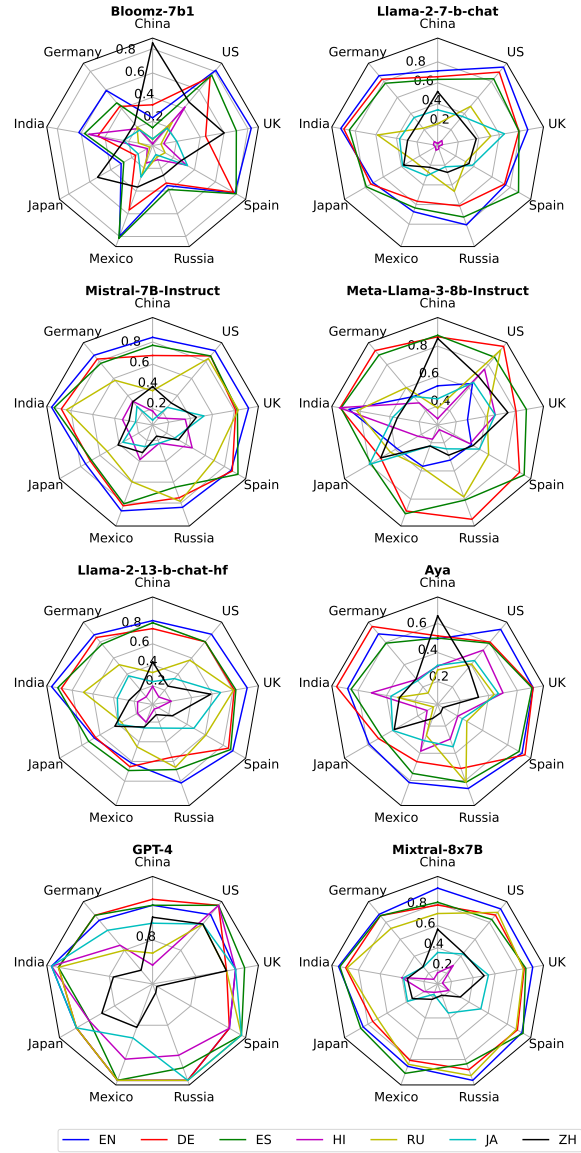 Bloomz-7b1
China
US
UK
Spain
Russia
Mexico
Japan
India
Germany
0.2
0.4
0.6
0.8
Llama-2-7-b-chat
China
US
UK
Spain
Russia
Mexico
Japan
India
Germany
0.2
0.4
0.6
0.8
Mistral-7B-Instruct
China
US
UK
Spain
Russia
Mexico
Japan
India
Germany
0.2
0.4
0.6
0.8
Meta-Llama-3-8b-Instruct
China
US
UK
Spain
Russia
Mexico
Japan
India
Germany
0.4
0.6
0.8
Llama-2-13-b-chat-hf
China
US
UK
Spain
Russia
Mexico
Japan
India
Germany
0.2
0.4
0.6
0.8
Aya
China
US
UK
Spain
Russia
Mexico
Japan
India
Germany
0.2
0.4
0.6
GPT-4
China
US
UK
Spain
Russia
Mexico
Japan
India
Germany
0.8
Mixtral-8x7B
China
US
UK
Spain
Russia
Mexico
Japan
India
Germany
0.2
0.4
0.6
0.8
EN DE ES HI RU JA ZH